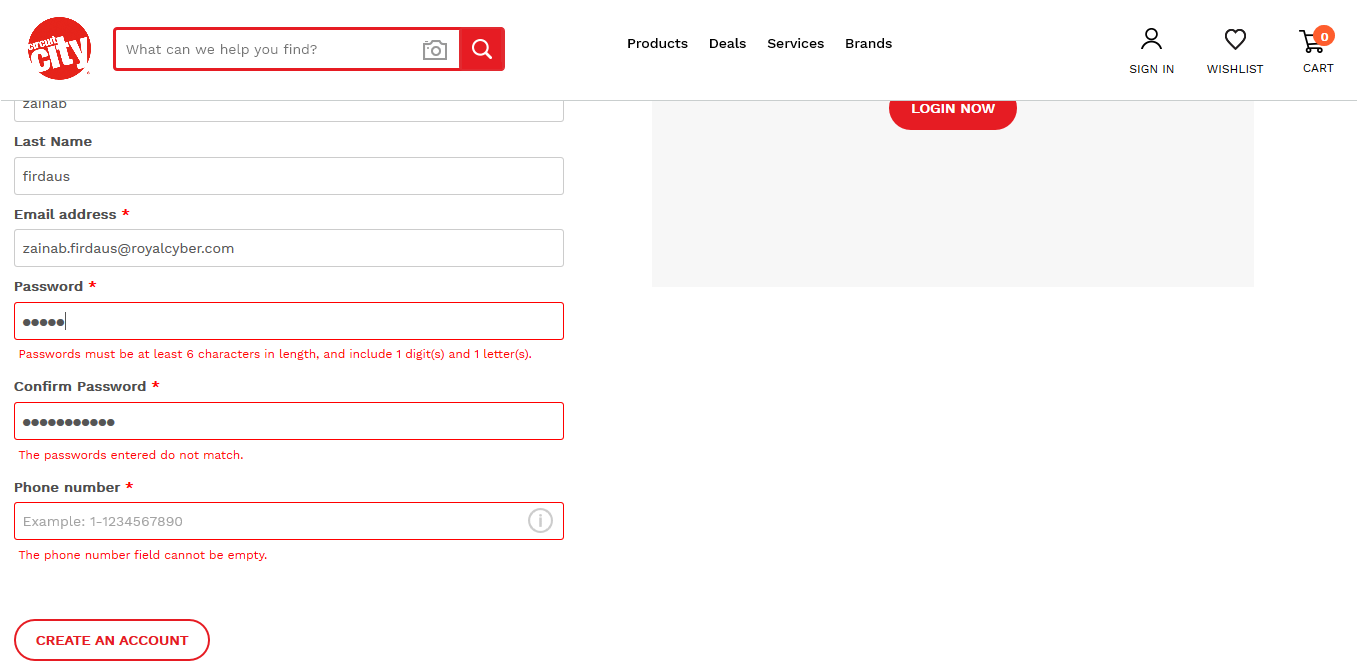 circuit
city
What can we help you find?
Products Deals Services Brands
SIGN IN
WISHLIST
0
CART
zainab
LOGIN NOW
Last Name
firdaus
Email address *
zainab.firdaus@royalcyber.com
Password *
●●●●●
Passwords must be at least 6 characters in length, and include 1 digit(s) and 1 letter(s).
Confirm Password *
●●●●●●●●●●●
The passwords entered do not match.
Phone number *
Example: 1-1234567890
The phone number field cannot be empty.
CREATE AN ACCOUNT